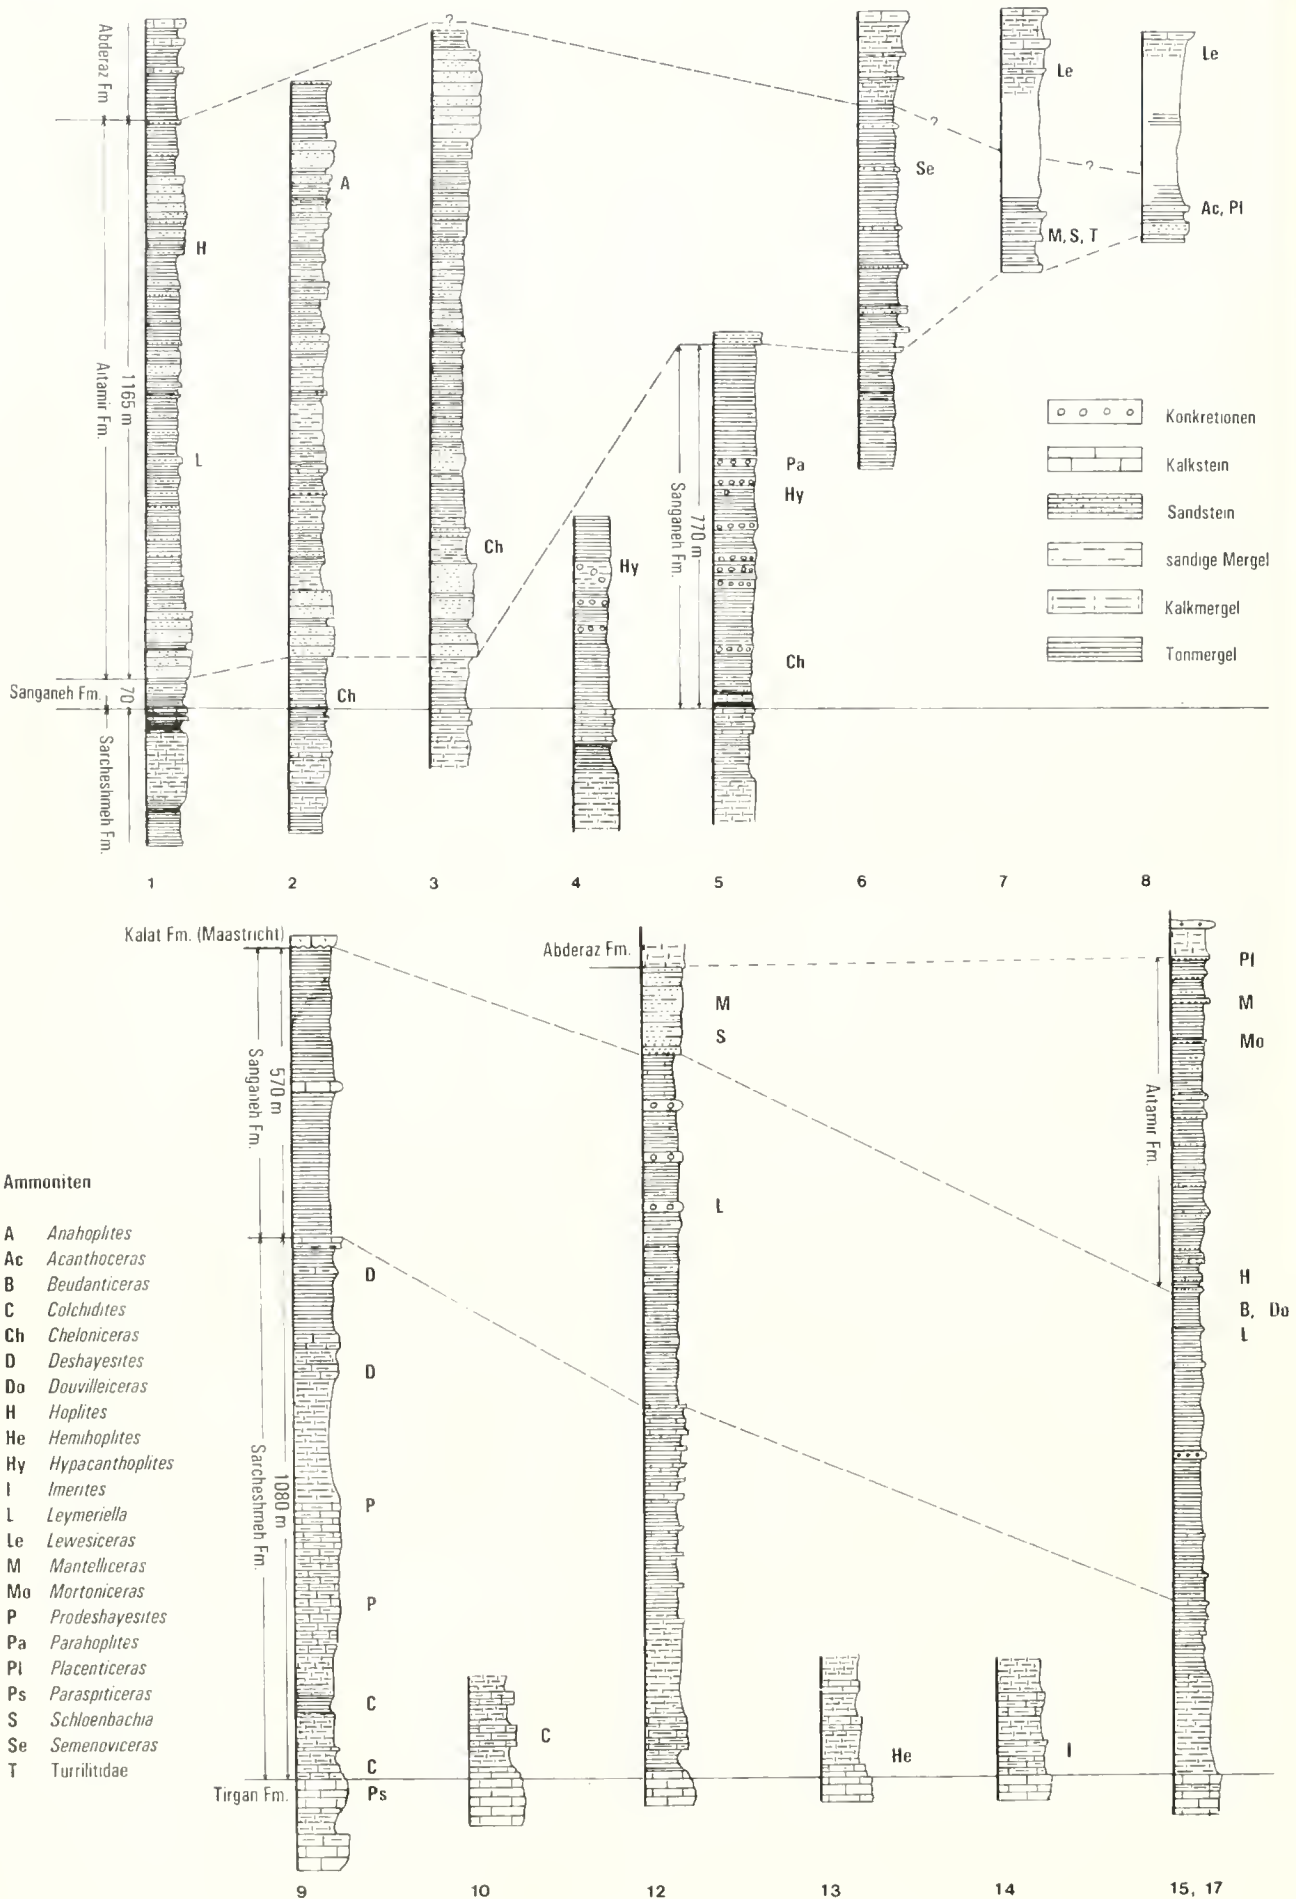 ?
Abderaz Fm
A
H
Se
Le
Le
?
?
Ac, Pl
M, S, T
Aitamir Fm.
1165 m
L
Ch
Hy
Pa
Hy
Ch
Sanganeh Fm.
770 m
Konkretionen
Kalkstein
Sandstein
sandige Mergel
Kalkmergel
Tonmergel
Sanganeh Fm.
70
Ch
Sarcheshmeh Fm.
1 2 3 4 5 6 7 8
Kalat Fm. (Maastricht)
Abderaz Fm.
Pl
M
S
M
Mo
Sanganeh Fm.
570 m
Aitamir Fm.
L
H
B, Do
L
D
D
P
P
C
C
Ps
Sarcheshmeh Fm.
1080 m
C
He
I
Tirgan Fm.
Ammoniten
A Anahoplites
Ac Acanthoceras
B Beudanticeras
C Colchidites
Ch Cheloniceras
D Deshayesites
Do Douvilleiceras
H Hoplites
He Hemihoplites
Hy Hypacanthoplites
I Imerites
L Leymeriella
Le Lewesiceras
M Mantelliceras
Mo Mortoniceras
P Prodeshayesites
Pa Parahoplites
Pl Placenticeras
Ps Paraspiticeras
S Schloenbachia
Se Semenoviceras
T Turrilitidae
9 10 12 13 14 15, 17